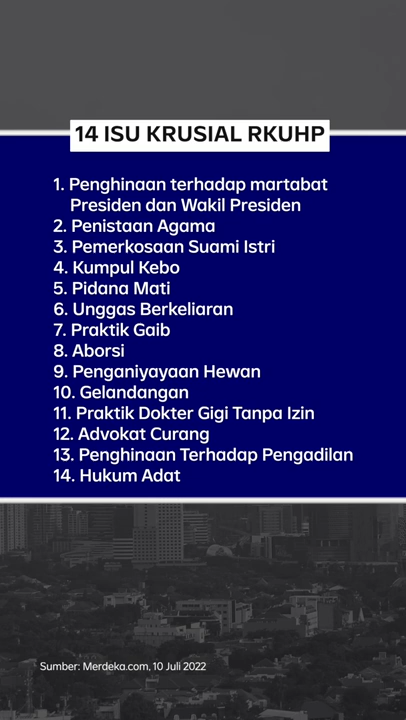 14 ISU KRUSIAL RKUHP
1. Penghinaan terhadap martabat
Presiden dan Wakil Presiden
2. Penistaan Agama
3. Pemerkosaan Suami Istri
4. Kumpul Kebo
5. Pidana Mati
6. Unggas Berkeliaran
7. Praktik Gaib
8. Aborsi
9. Penganiyayaan Hewan
10. Gelandangan
11. Praktik Dokter Gigi Tanpa Izin
12. Advokat Curang
13. Penghinaan Terhadap Pengadilan
14. Hukum Adat
Sumber: Merdeka.com, 10 Juli 2022